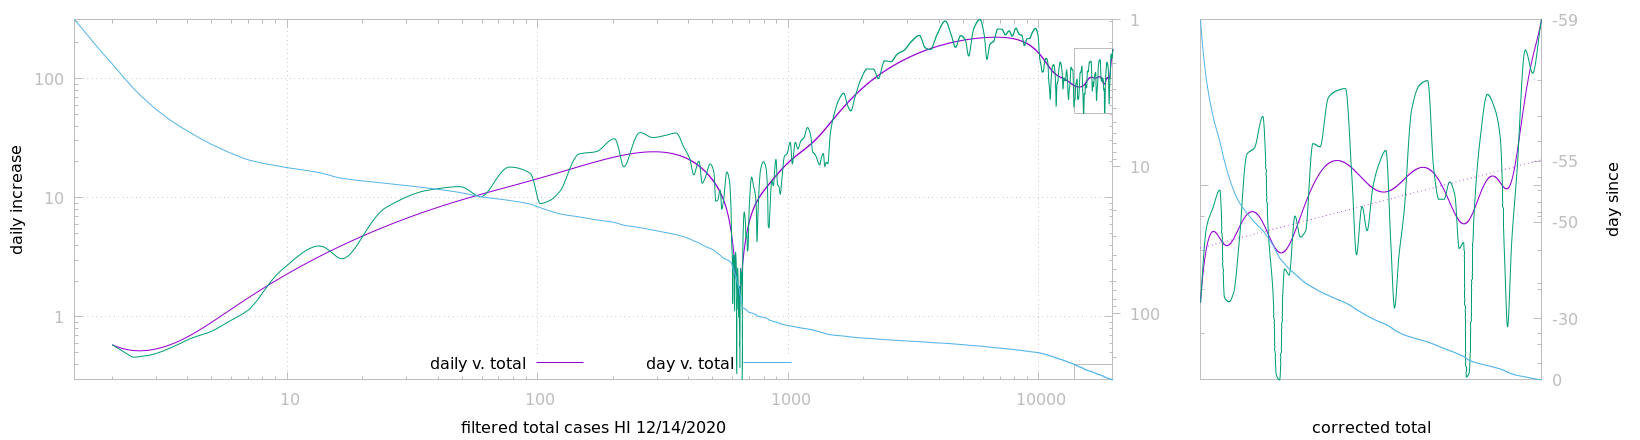 daily increase
100
10
1
1
10
100
10
100
1000
10000
daily v. total
day v. total
filtered total cases HI 12/14/2020
-59
-55
-50
-30
0
day since
corrected total